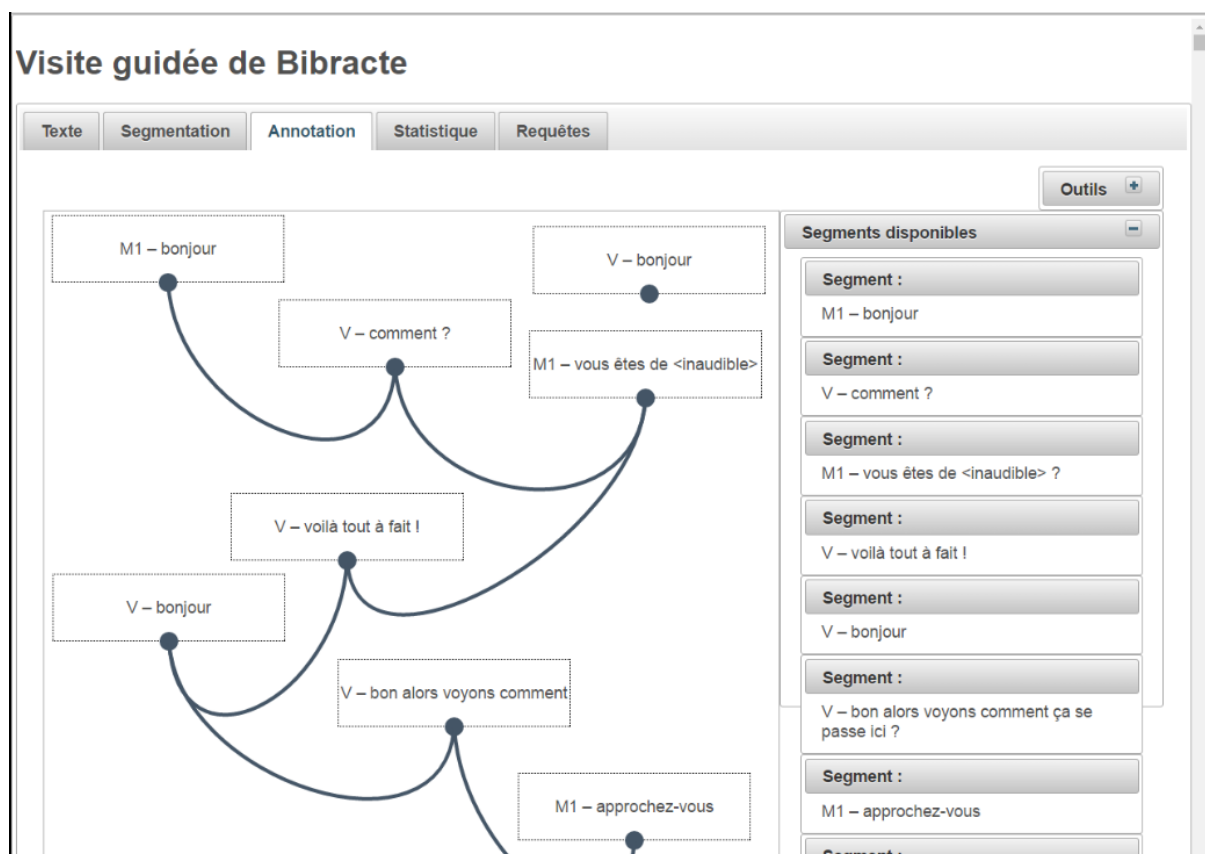 Visite guidée de Bibracte
Texte
Segmentation
Annotation
Statistique
Requêtes
Outils
M1 – bonjour
V – bonjour
V – comment ?
M1 – vous êtes de <inaudible>
V – voilà tout à fait !
V – bonjour
V – bon alors voyons comment
M1 – approchez-vous
Segments disponibles
Segment :
M1 – bonjour
Segment :
V – comment ?
Segment :
M1 – vous êtes de <inaudible> ?
Segment :
V – voilà tout à fait !
Segment :
V – bonjour
Segment :
V – bon alors voyons comment ça se
passe ici ?
Segment :
M1 – approchez-vous
Segment :